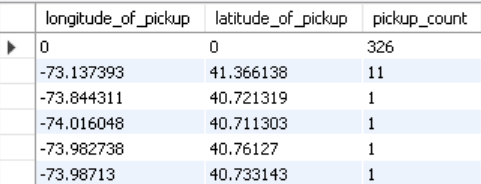 longitude_of_pickup latitude_of_pickup pickup_count
0 0 326
-73.137393 41.366138 11
-73.844311 40.721319 1
-74.016048 40.711303 1
-73.982738 40.76127 1
-73.98713 40.733143 1